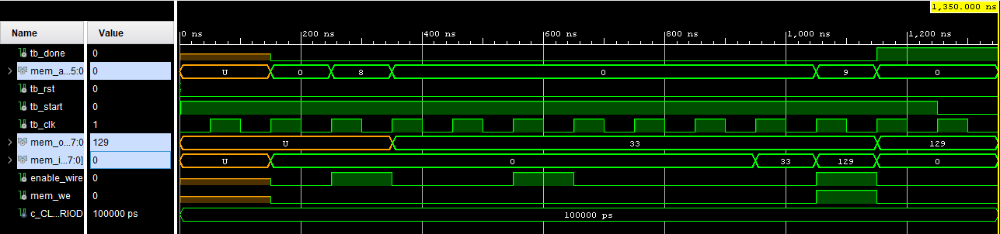 1,350.000 ns
Name Value 0 ns 200 ns 400 ns 600 ns 800 ns 1,000 ns 1,200 ns
tb_done 0
mem_a...5:0 0 U 0 8 0 9 0
tb_rst 0
tb_start 0
tb_clk 1
mem_o...7:0 129 U 33 129
mem_i...7:0] 0 U 0 33 129 0
enable_wire 0
mem_we 0
c_CL...RIOD 100000 ps 100000 ps